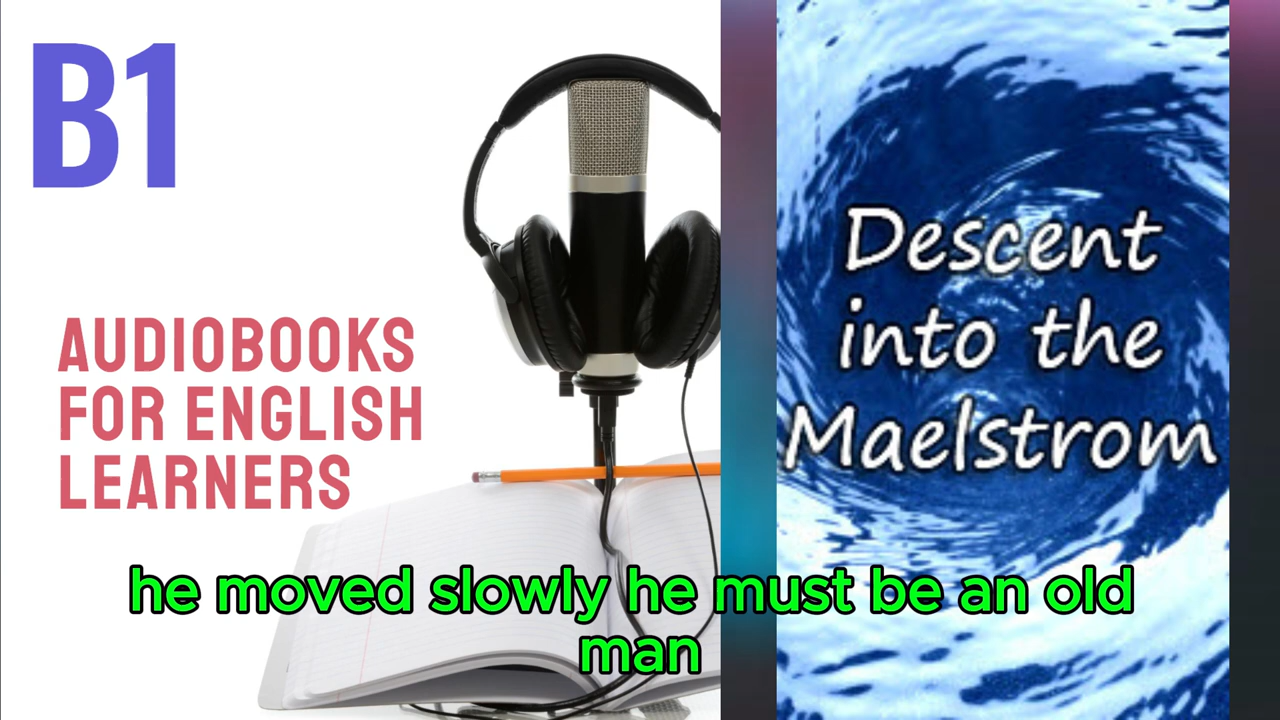 B1
AUDIOBOOKS
FOR ENGLISH
LEARNERS
Descent
into the
Maelstrom
he moved slowly he must be an old
man